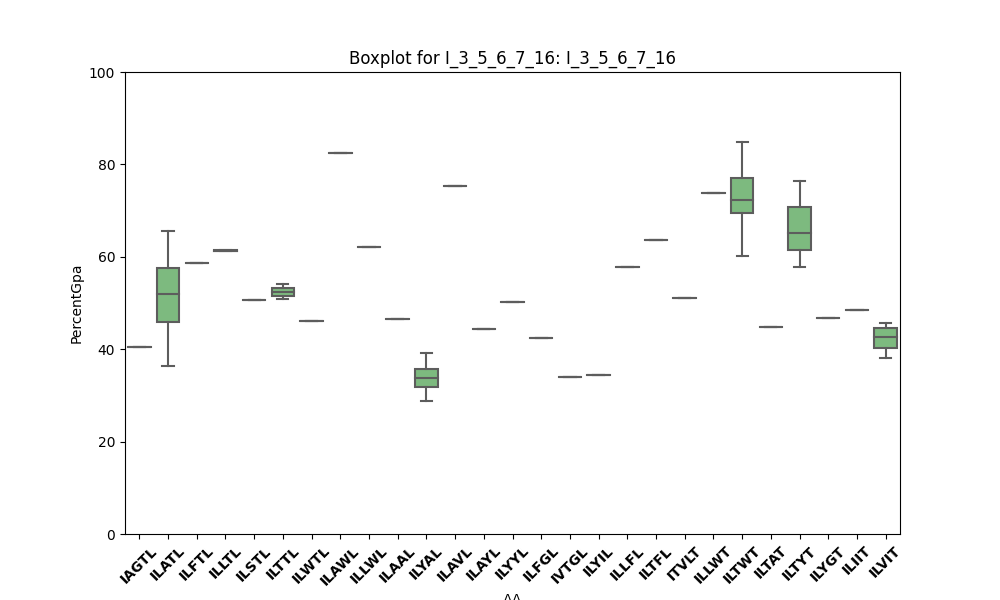 Boxplot for I_3_5_6_7_16: I_3_5_6_7_16
100
80
60
40
20
0
PercentGpa
IAGTL
ILATL
ILFTL
ILLTL
ILSTL
ILTTL
ILWTL
ILAWL
ILLWL
ILAAL
ILYAL
ILAVL
ILAYL
ILYYL
ILFGL
IVTGL
ILYIL
ILLFL
ILTFL
ITVLT
ILLWT
ILTWT
ILTAT
ILTYT
ILYGT
ILIIT
ILVIT
AA